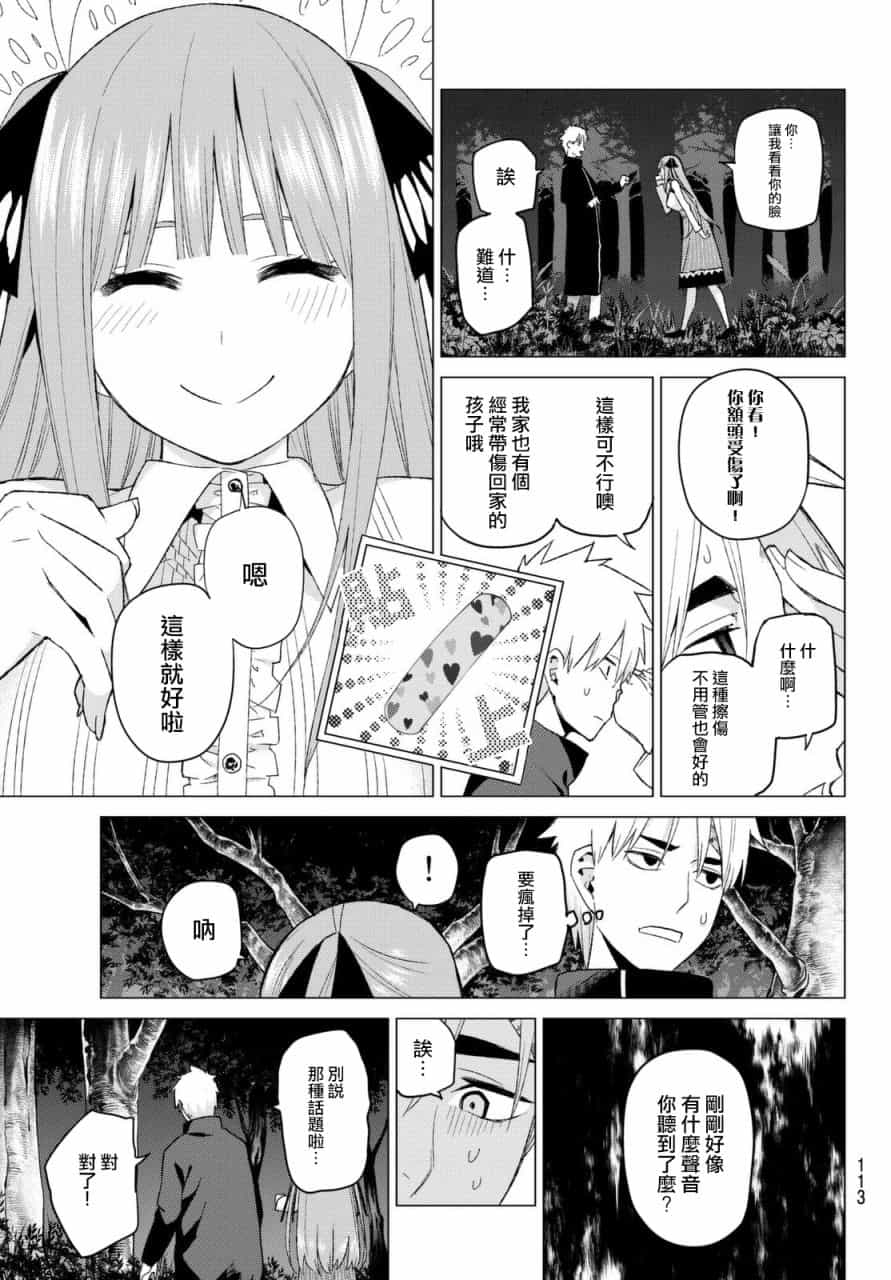 你…
讓我看看你的臉
誒
什…
難道…
你看！
你額頭受傷了啊！
什
什麼啊…
這種擦傷
不用管也會好的
這樣可不行噢
我家也有個
經常帶傷回家的
孩子哦
貼
上
嗯
這樣就好啦
要瘋掉了…
！
吶
剛剛好像
有什麼聲音
你聽到了麼？
誒…
別説
那種話題啦…
對
對了！
113